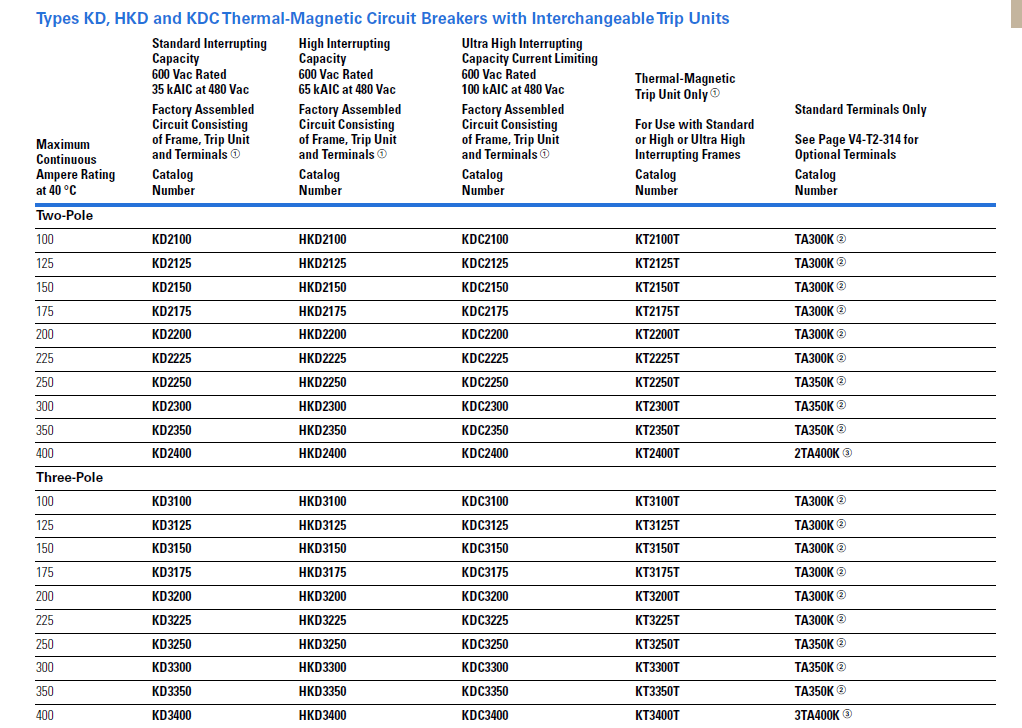 Types KD, HKD and KDC Thermal-Magnetic Circuit Breakers with Interchangeable Trip Units
Maximum
Continuous
Ampere Rating
at 40 °C
Standard Interrupting
Capacity
600 Vac Rated
35 kAIC at 480 Vac
Factory Assembled
Circuit Consisting
of Frame, Trip Unit
and Terminals ①
Catalog
Number
High Interrupting
Capacity
600 Vac Rated
65 kAIC at 480 Vac
Factory Assembled
Circuit Consisting
of Frame, Trip Unit
and Terminals ①
Catalog
Number
Ultra High Interrupting
Capacity Current Limiting
600 Vac Rated
100 kAIC at 480 Vac
Factory Assembled
Circuit Consisting
of Frame, Trip Unit
and Terminals ①
Catalog
Number
Thermal-Magnetic
Trip Unit Only ①
For Use with Standard
or High or Ultra High
Interrupting Frames
Catalog
Number
Standard Terminals Only
See Page V4-T2-314 for
Optional Terminals
Catalog
Number
Two-Pole
100 KD2100 HKD2100 KDC2100 KT2100T TA300K ②
125 KD2125 HKD2125 KDC2125 KT2125T TA300K ②
150 KD2150 HKD2150 KDC2150 KT2150T TA300K ②
175 KD2175 HKD2175 KDC2175 KT2175T TA300K ②
200 KD2200 HKD2200 KDC2200 KT2200T TA300K ②
225 KD2225 HKD2225 KDC2225 KT2225T TA300K ②
250 KD2250 HKD2250 KDC2250 KT2250T TA350K ②
300 KD2300 HKD2300 KDC2300 KT2300T TA350K ②
350 KD2350 HKD2350 KDC2350 KT2350T TA350K ②
400 KD2400 HKD2400 KDC2400 KT2400T 2TA400K ③
Three-Pole
100 KD3100 HKD3100 KDC3100 KT3100T TA300K ②
125 KD3125 HKD3125 KDC3125 KT3125T TA300K ②
150 KD3150 HKD3150 KDC3150 KT3150T TA300K ②
175 KD3175 HKD3175 KDC3175 KT3175T TA300K ②
200 KD3200 HKD3200 KDC3200 KT3200T TA300K ②
225 KD3225 HKD3225 KDC3225 KT3225T TA300K ②
250 KD3250 HKD3250 KDC3250 KT3250T TA350K ②
300 KD3300 HKD3300 KDC3300 KT3300T TA350K ②
350 KD3350 HKD3350 KDC3350 KT3350T TA350K ②
400 KD3400 HKD3400 KDC3400 KT3400T 3TA400K ③